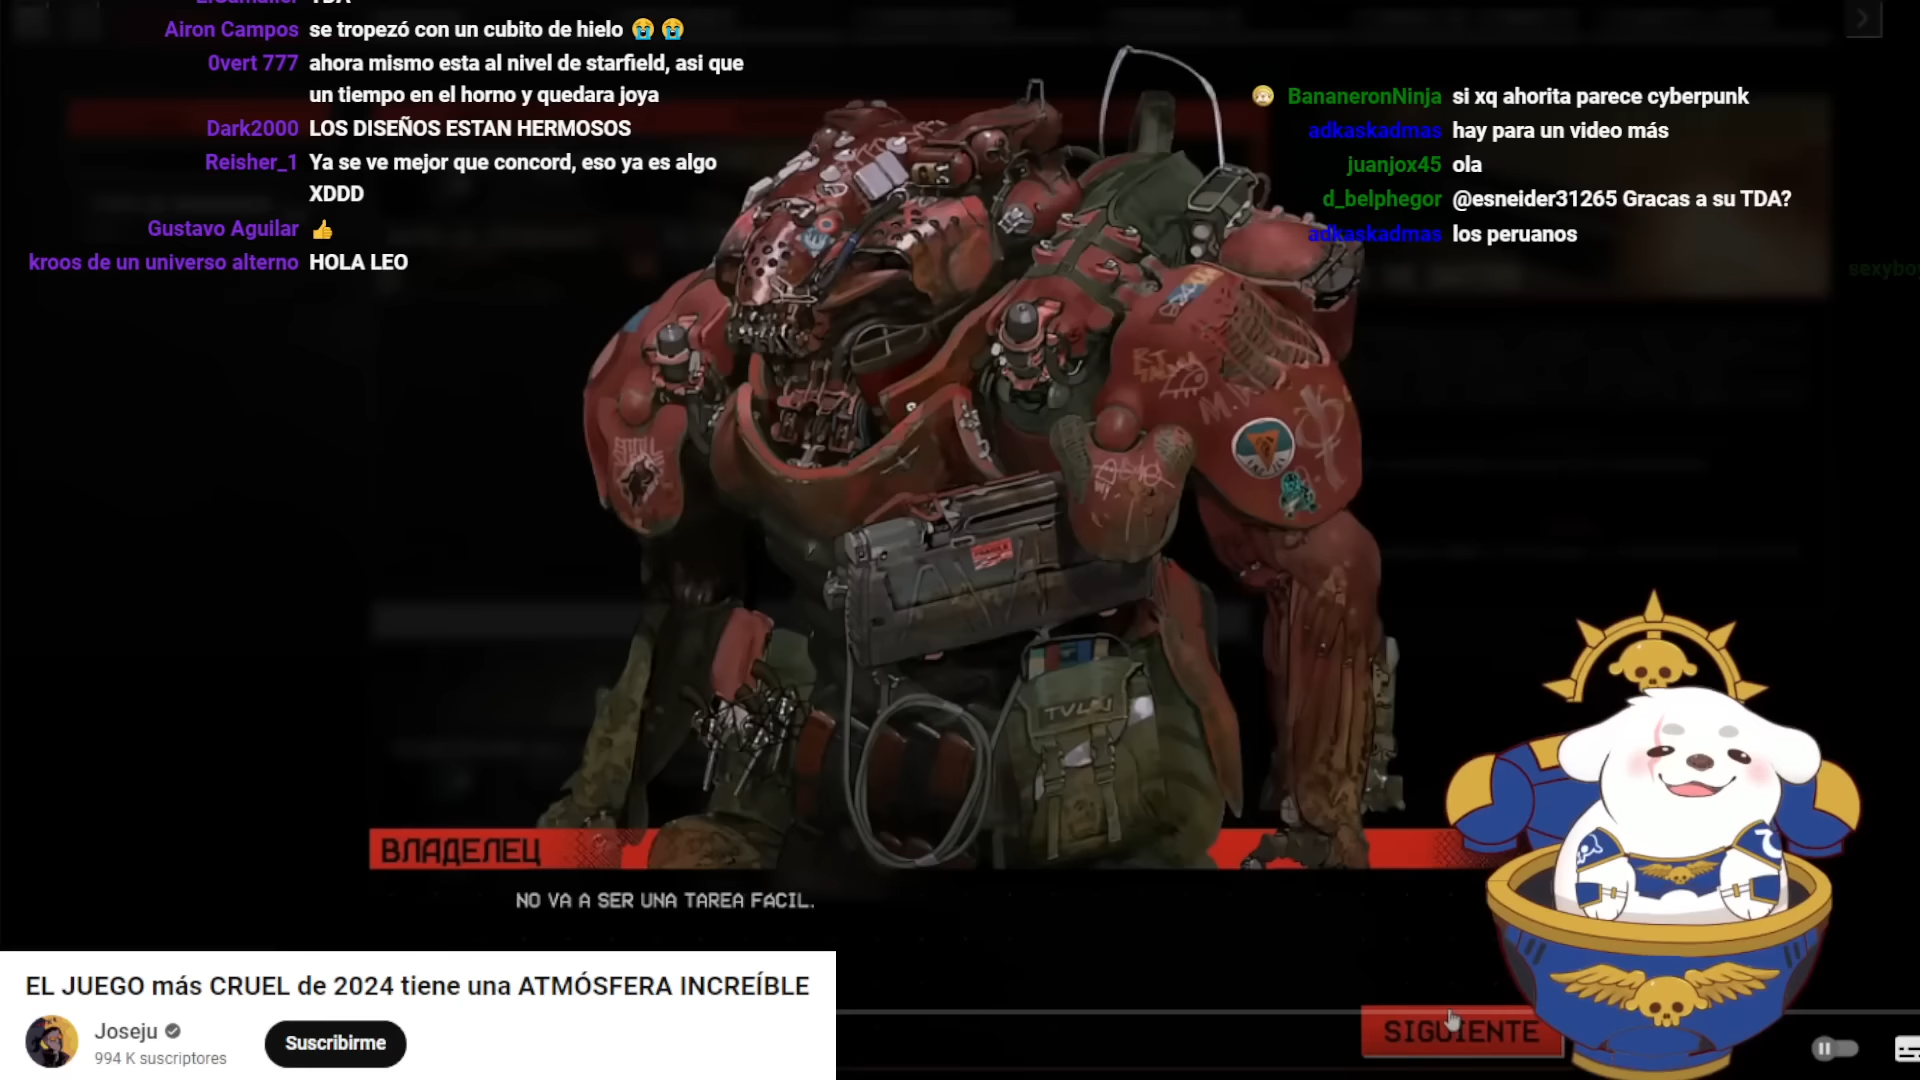 Airon Campos se tropezó con un cubito de hielo 😭 😭
0vert 777 ahora mismo esta al nivel de starfield, asi que
un tiempo en el horno y quedara joya
Dark2000 LOS DISEÑOS ESTAN HERMOSOS
Reisher_1 Ya se ve mejor que concord, eso ya es algo
XDDD
Gustavo Aguilar 👍
kroos de un universo alterno HOLA LEO
BananeronNinja si xq ahorita parece cyberpunk
adkaskadmas hay para un video más
juanjox45 ola
d_belphegor @esneider31265 Gracas a su TDA?
adkaskadmas los peruanos
M.W
TVLU
ВЛАДЕЛЕЦ
NO VA A SER UNA TAREA FÁCIL.
EL JUEGO más CRUEL de 2024 tiene una ATMÓSFERA INCREÍBLE
Joseju
994 K suscriptores
Suscribirme
SIGUIENTE